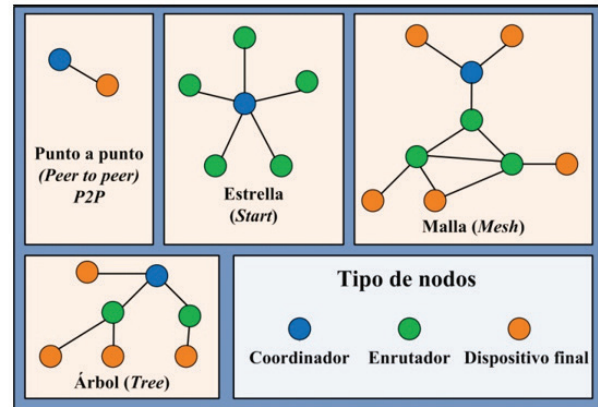 Punto a punto
(Peer to peer)
P2P
Estrella
(Start)
Malla (Mesh)
Árbol (Tree)
Tipo de nodos
Coordinador
Enrutador
Dispositivo final